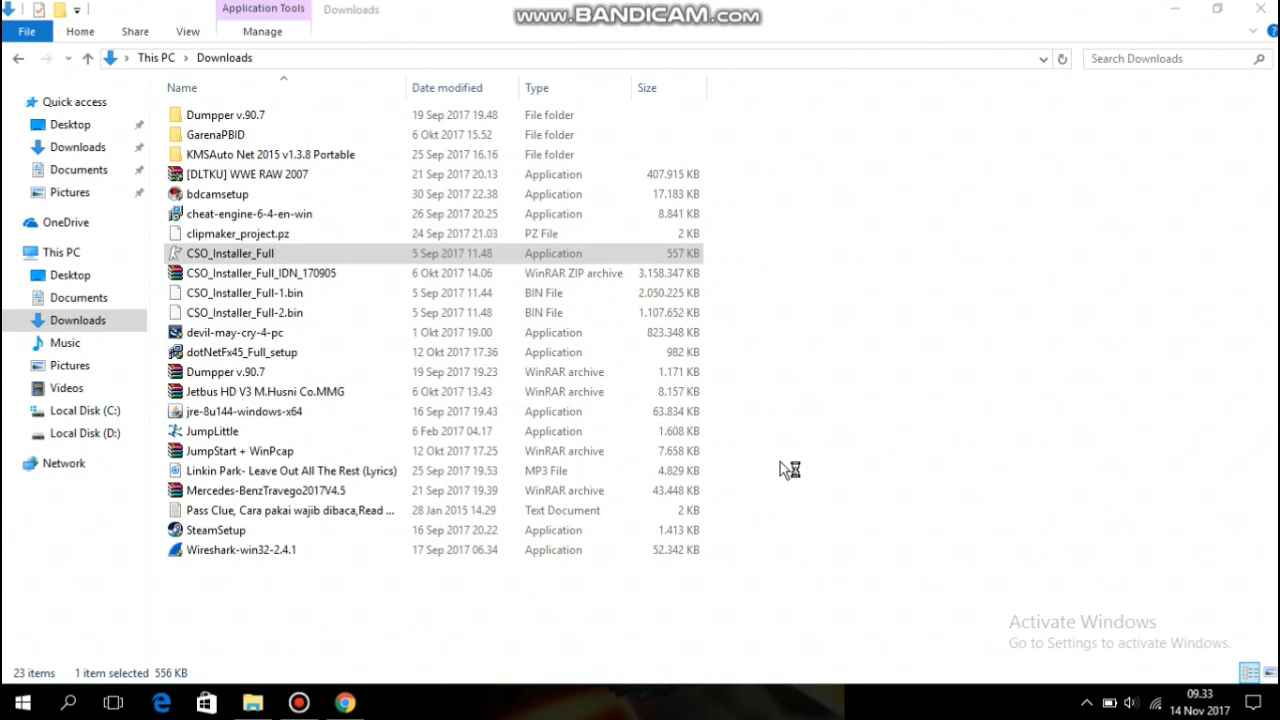 Application Tools Downloads
www.BANDICAM.com
File Home Share View Manage
This PC Downloads
Search Downloads
Name Date modified Type Size
Quick access
Desktop
Downloads
Documents
Pictures
OneDrive
This PC
Desktop
Documents
Downloads
Music
Pictures
Videos
Local Disk (C:)
Local Disk (D:)
Network
Dumpper v.90.7 19 Sep 2017 19.48 File folder
GarenaPBID 6 Okt 2017 15.52 File folder
KMSAuto Net 2015 v1.3.8 Portable 25 Sep 2017 16.16 File folder
[DLTKU] WWE RAW 2007 21 Sep 2017 20.13 Application 407.915 KB
bdcamsetup 30 Sep 2017 22.38 Application 17.183 KB
cheat-engine-6-4-en-win 26 Sep 2017 20.25 Application 8.841 KB
clipmaker_project.pz 24 Sep 2017 21.03 PZ File 2 KB
CSO_Installer_Full 5 Sep 2017 11.48 Application 557 KB
CSO_Installer_Full_IDN_170905 6 Okt 2017 14.06 WinRAR ZIP archive 3.158.347 KB
CSO_Installer_Full-1.bin 5 Sep 2017 11.44 BIN File 2.050.225 KB
CSO_Installer_Full-2.bin 5 Sep 2017 11.48 BIN File 1.107.652 KB
devil-may-cry-4-pc 1 Okt 2017 19.00 Application 823.348 KB
dotNetFx45_Full_setup 12 Okt 2017 17.36 Application 982 KB
Dumpper v.90.7 19 Sep 2017 19.23 WinRAR archive 1.171 KB
Jetbus HD V3 M.Husni Co.MMG 6 Okt 2017 13.43 WinRAR archive 8.157 KB
jre-8u144-windows-x64 16 Sep 2017 19.43 Application 63.834 KB
JumpLittle 6 Feb 2017 04.17 Application 1.608 KB
JumpStart + WinPcap 12 Okt 2017 17.25 WinRAR archive 7.658 KB
Linkin Park- Leave Out All The Rest (Lyrics) 25 Sep 2017 19.53 MP3 File 4.829 KB
Mercedes-BenzTravego2017V4.5 21 Sep 2017 19.39 WinRAR archive 43.448 KB
Pass Clue, Cara pakai wajib dibaca,Read ... 28 Jan 2015 14.29 Text Document 2 KB
SteamSetup 16 Sep 2017 20.22 Application 1.413 KB
Wireshark-win32-2.4.1 17 Sep 2017 06.34 Application 52.342 KB
Activate Windows
Go to Settings to activate Windows.
23 items 1 item selected 556 KB
09.33
14 Nov 2017